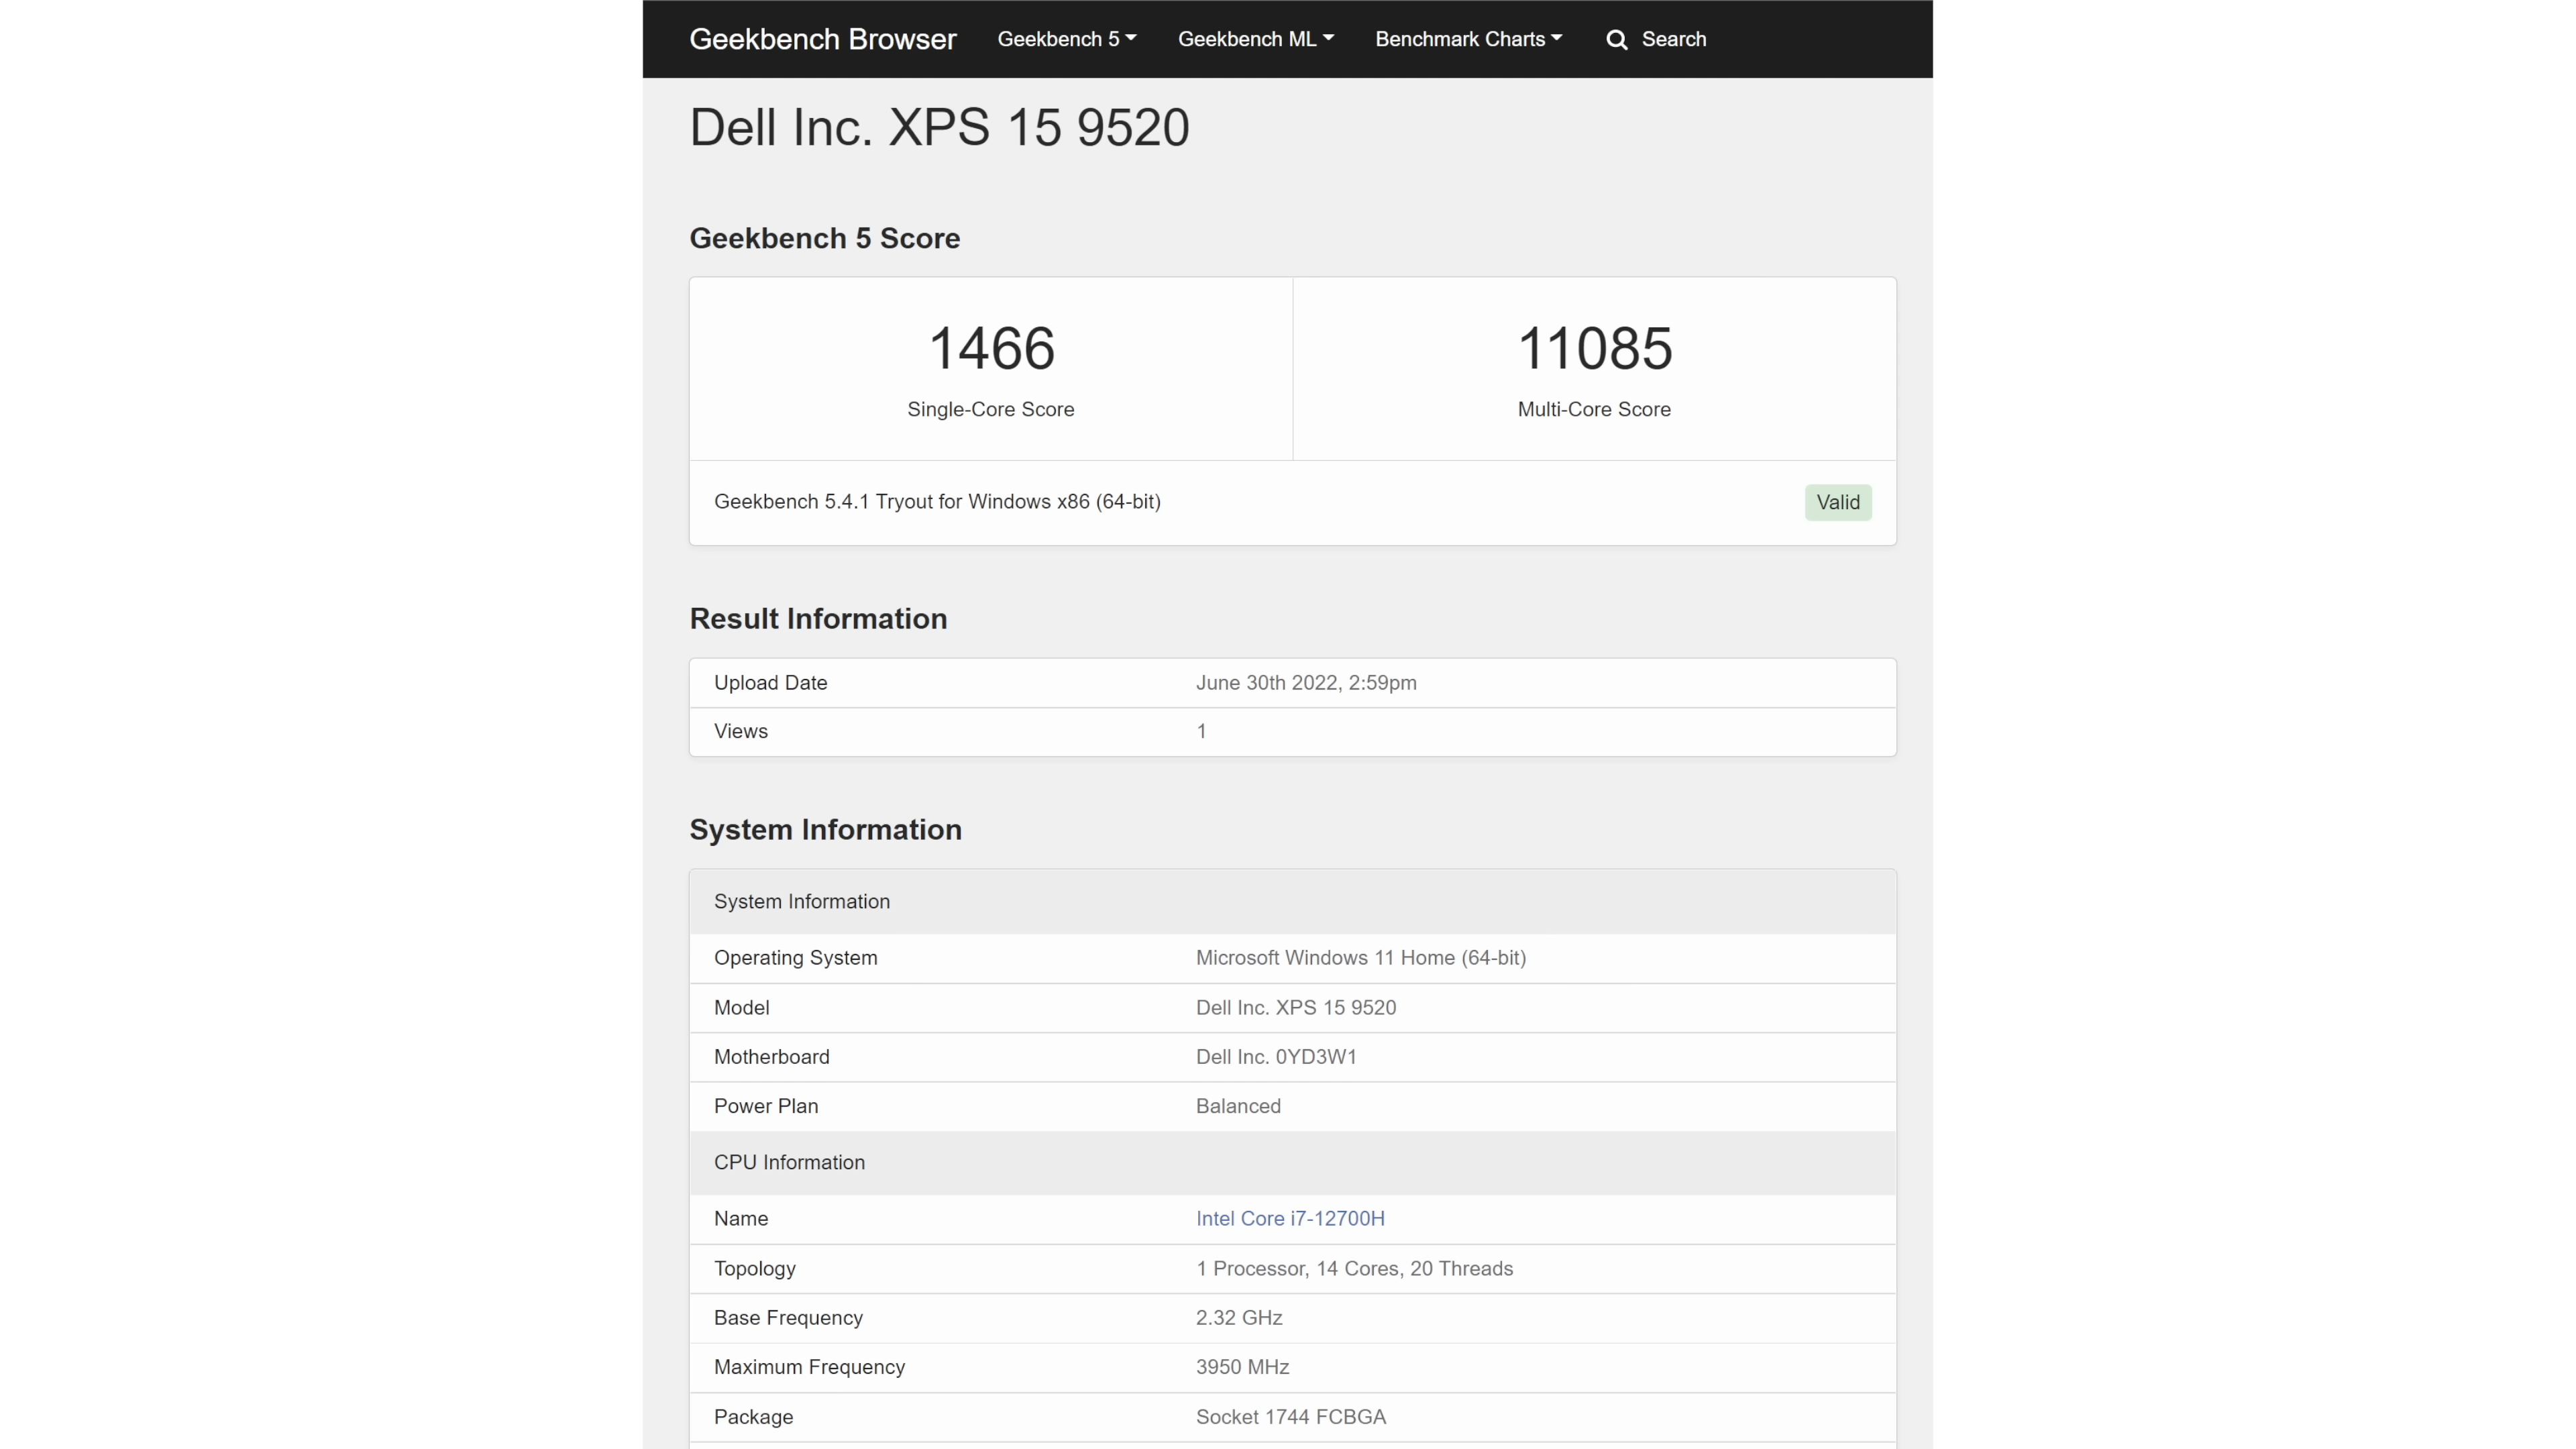 Geekbench Browser Geekbench 5 Geekbench ML Benchmark Charts Search
Dell Inc. XPS 15 9520
Geekbench 5 Score
1466 11085
Single-Core Score Multi-Core Score
Geekbench 5.4.1 Tryout for Windows x86 (64-bit) Valid
Result Information
Upload Date June 30th 2022, 2:59pm
Views 1
System Information
System Information
Operating System Microsoft Windows 11 Home (64-bit)
Model Dell Inc. XPS 15 9520
Motherboard Dell Inc. 0YD3W1
Power Plan Balanced
CPU Information
Name Intel Core i7-12700H
Topology 1 Processor, 14 Cores, 20 Threads
Base Frequency 2.32 GHz
Maximum Frequency 3950 MHz
Package Socket 1744 FCBGA